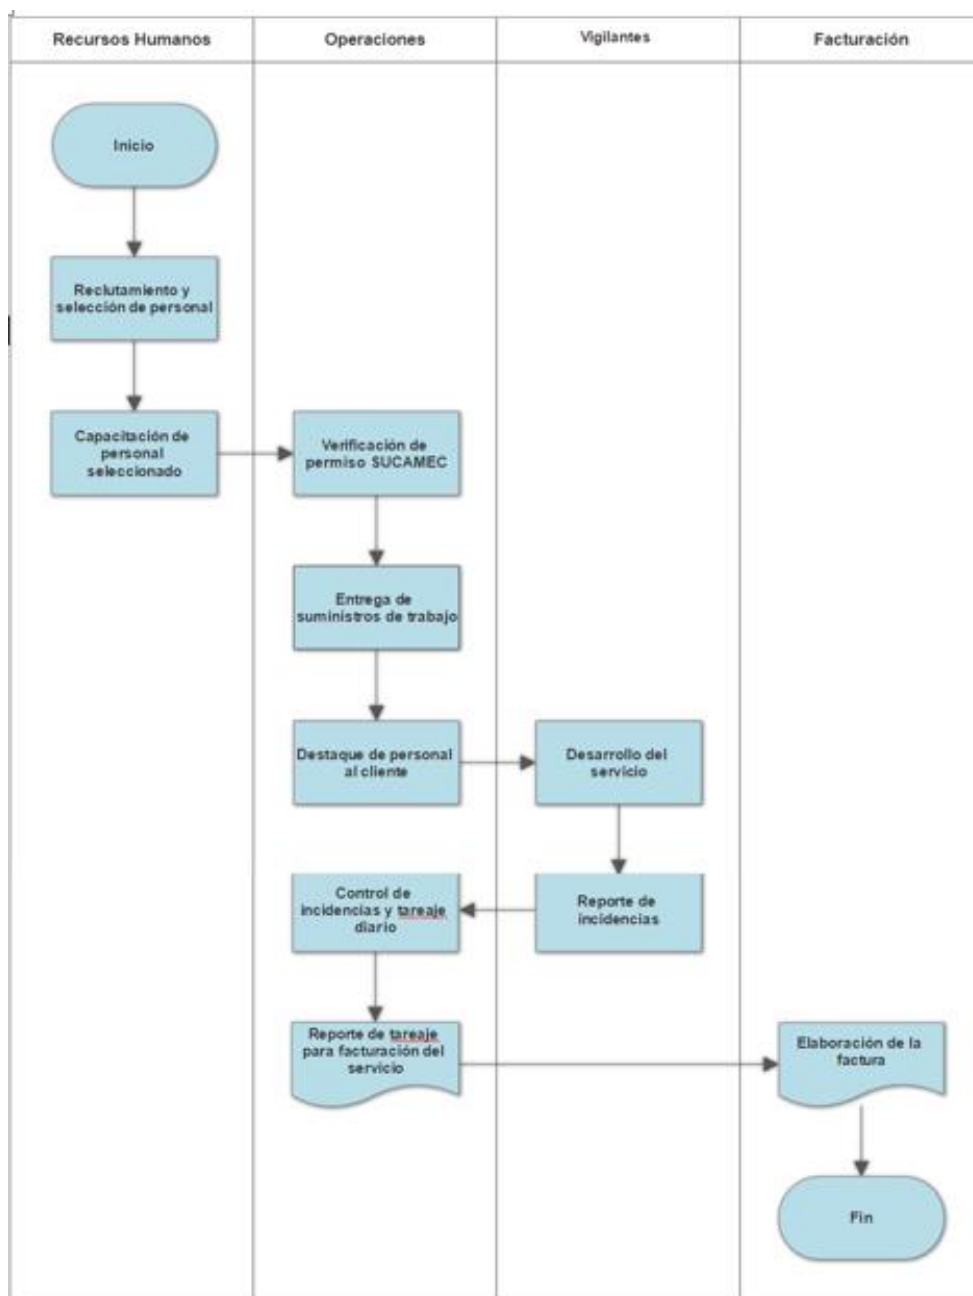 Recursos Humanos
Operaciones
Vigilantes
Facturación
Inicio
Reclutamiento y
selección de personal
Capacitación de
personal
seleccionado
Verificación de
permiso SUCAMEC
Entrega de
suministros de trabajo
Destaque de personal
al cliente
Desarrollo del
servicio
Reporte de
incidencias
Control de
incidencias y tareaje
diario
Reporte de tareaje
para facturación del
servicio
Elaboración de la
factura
Fin